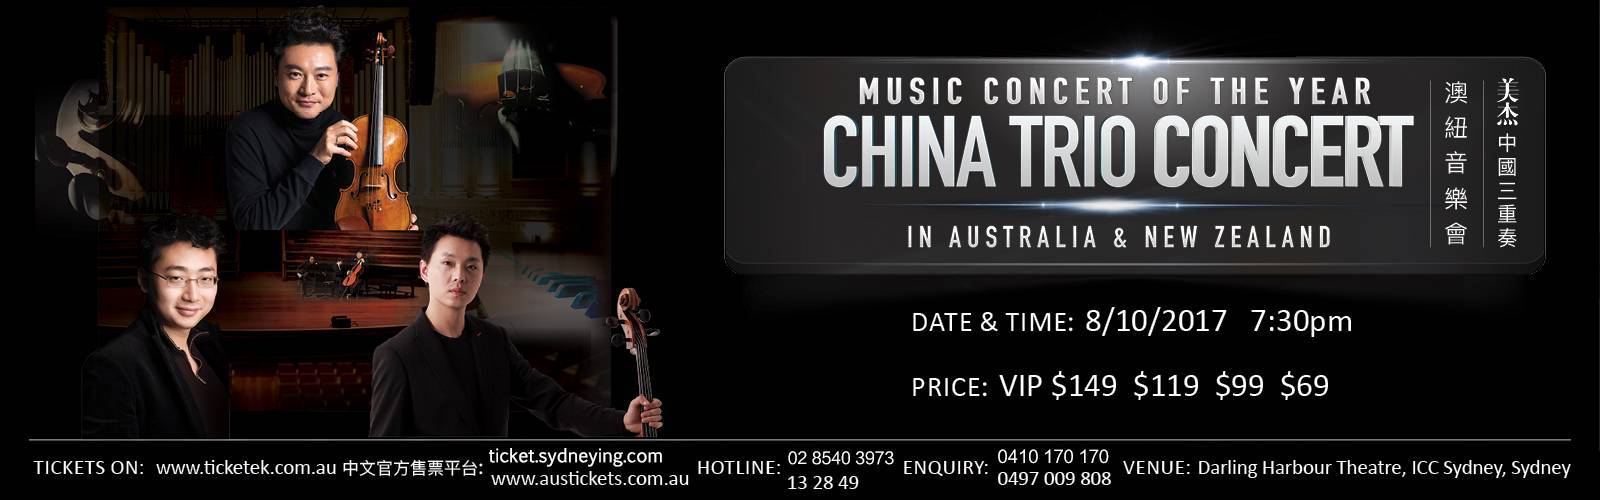 MUSIC CONCERT OF THE YEAR
CHINA TRIO CONCERT
IN AUSTRALIA & NEW ZEALAND
美杰中國三重奏
澳紐音樂會
DATE & TIME: 8/10/2017 7:30pm
PRICE: VIP $149 $119 $99 $69
TICKETS ON: www.ticketek.com.au 中文官方售票平台: ticket.sydneying.com
www.austickets.com.au
HOTLINE: 02 8540 3973
13 28 49
ENQUIRY: 0410 170 170
0497 009 808
VENUE: Darling Harbour Theatre, ICC Sydney, Sydney